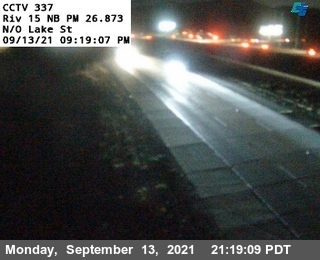 CCTV 337
Riv 15 NB PM 26.873
N/O Lake St
09/13/21 09:19:07 PM
Monday, September 13, 2021 21:19:09 PDT